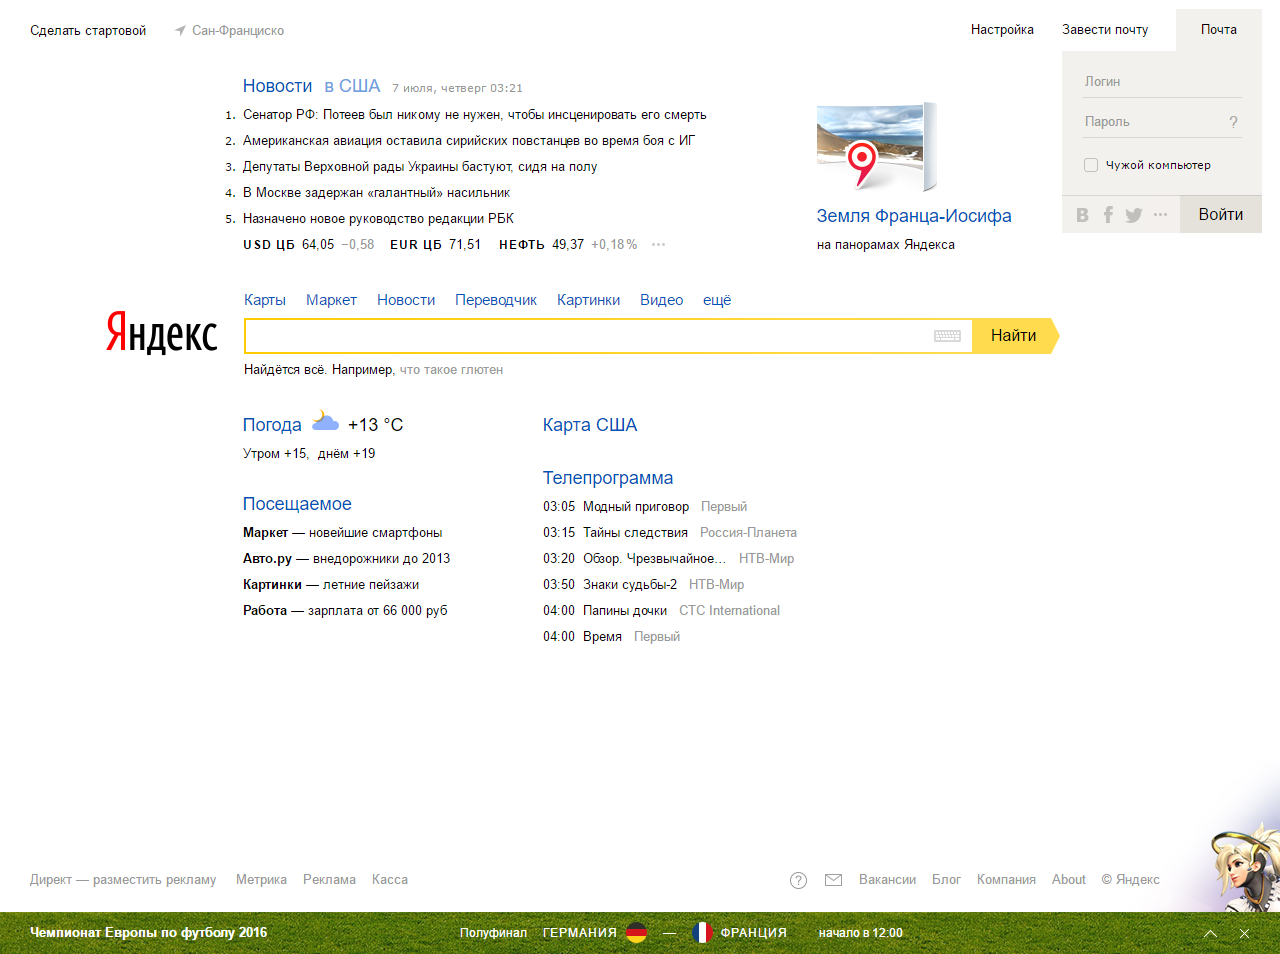 Сделать стартовой Сан-Франциско Настройка Завести почту Почта
Логин
Пароль ?
Чужой компьютер
Войти
Новости в США 7 июля, четверг 03:21
1. Сенатор РФ: Потеев был никому не нужен, чтобы инсценировать его смерть
2. Американская авиация оставила сирийских повстанцев во время боя с ИГ
3. Депутаты Верховной рады Украины бастуют, сидя на полу
4. В Москве задержан «галантный» насильник
5. Назначено новое руководство редакции РБК
USD ЦБ 64,05 −0,58 EUR ЦБ 71,51 НЕФТЬ 49,37 +0,18% ···
Земля Франца-Иосифа
на панорамах Яндекса
Карты Маркет Новости Переводчик Картинки Видео ещё
Яндекс Найти
Найдётся всё. Например, что такое глютен
Погода +13 °C
Утром +15, днём +19
Посещаемое
Маркет — новейшие смартфоны
Авто.ру — внедорожники до 2013
Картинки — летние пейзажи
Работа — зарплата от 66 000 руб
Карта США
Телепрограмма
03:05 Модный приговор Первый
03:15 Тайны следствия Россия-Планета
03:20 Обзор. Чрезвычайное... НТВ-Мир
03:50 Знаки судьбы-2 НТВ-Мир
04:00 Папины дочки СТС International
04:00 Время Первый
Директ — разместить рекламу Метрика Реклама Касса ? Вакансии Блог Компания About © Яндекс
Чемпионат Европы по футболу 2016 Полуфинал ГЕРМАНИЯ — ФРАНЦИЯ начало в 12:00